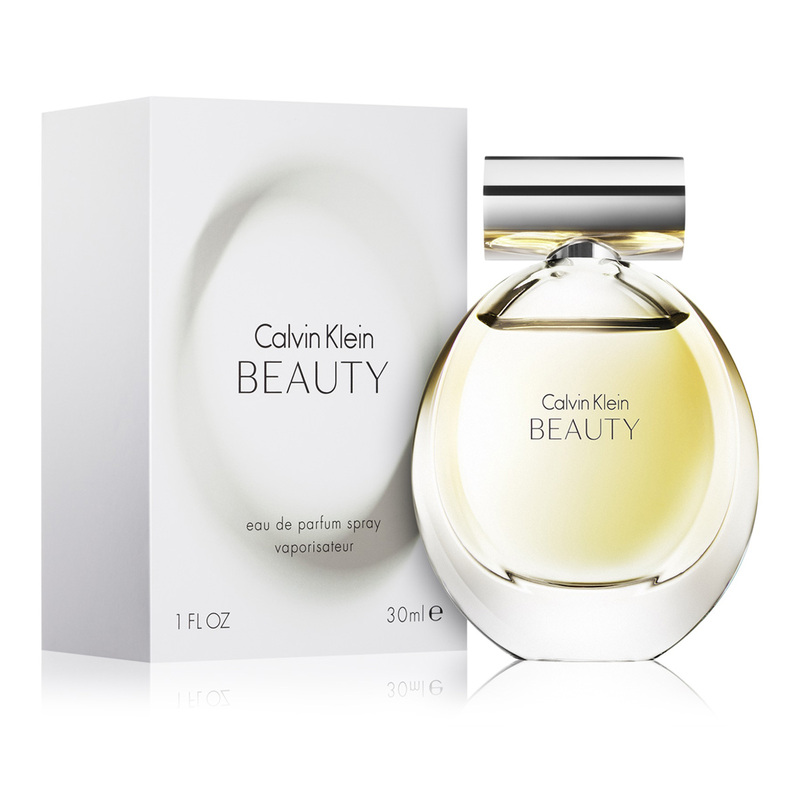 Calvin Klein
BEAUTY
eau de parfum spray
vaporisateur
1 FL OZ
30ml e
Calvin Klein
BEAUTY